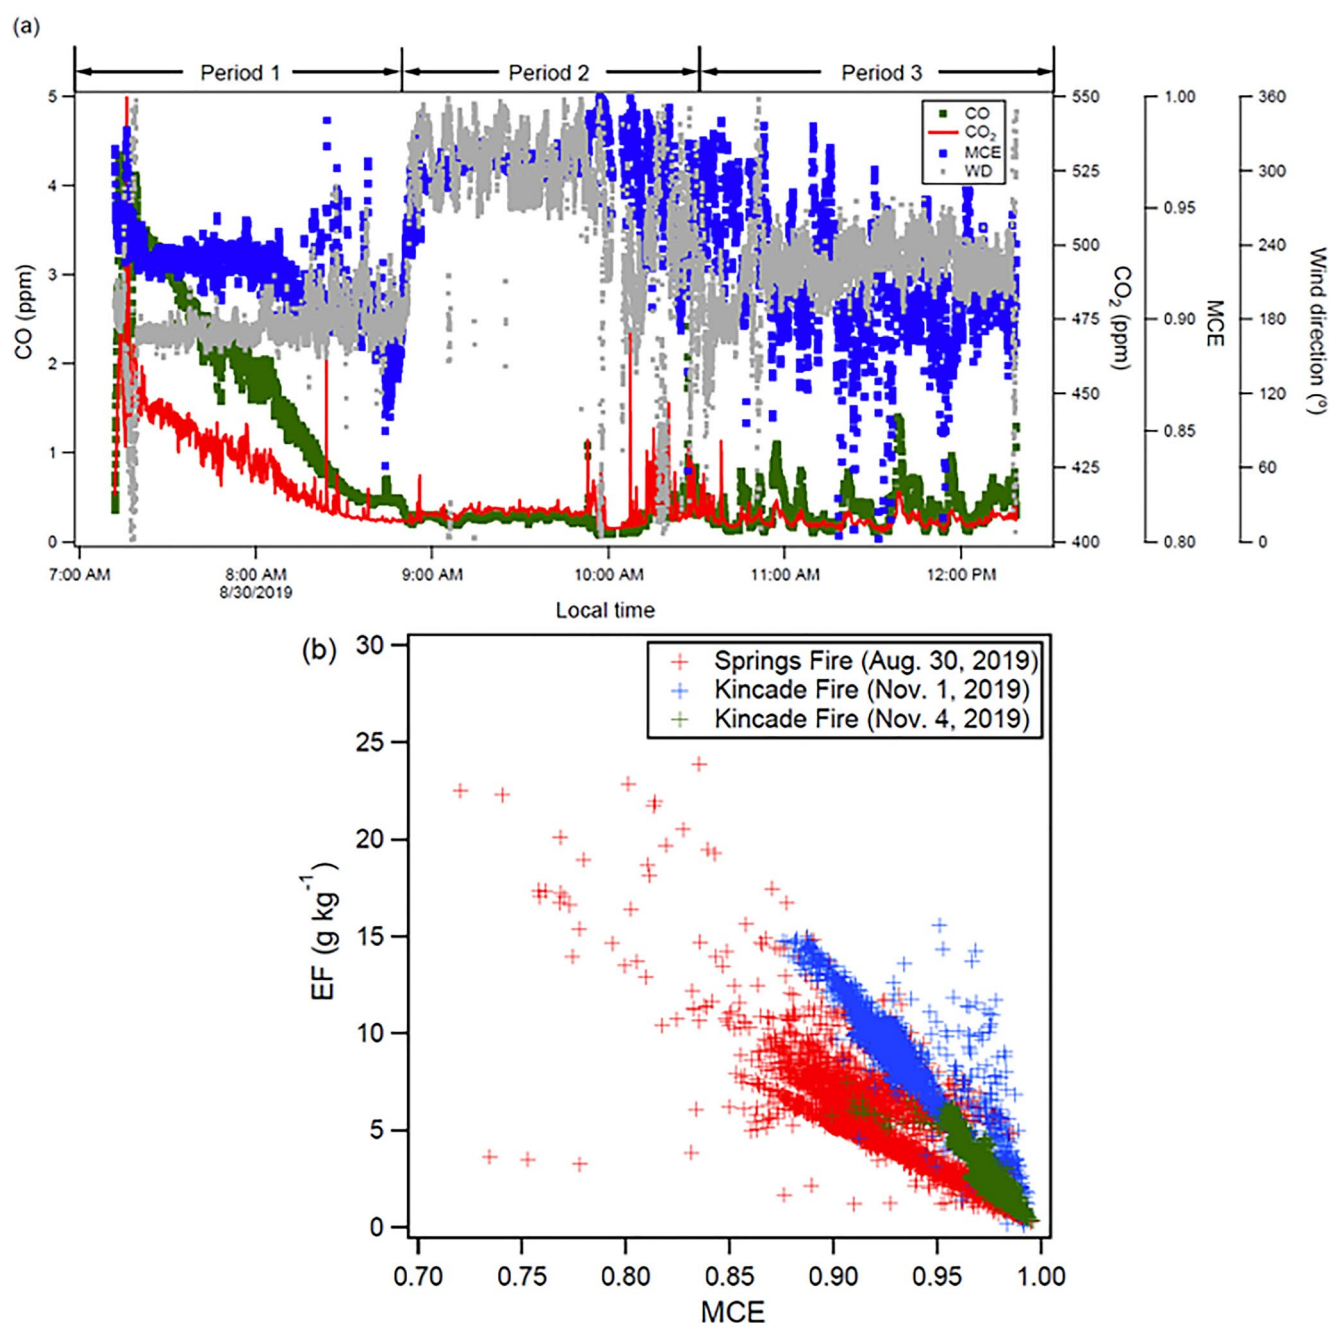 (a)
Period 1 Period 2 Period 3
5 550 1.00 360
CO
CO₂
MCE
WD
4 525 300
0.95
500 240
3
475 0.90 180
2
450 120
0.85
1
425 60
0 400 0.80 0
CO (ppm)
CO₂ (ppm)
MCE
Wind direction (°)
7:00 AM 8:00 AM 9:00 AM 10:00 AM 11:00 AM 12:00 PM
8/30/2019
Local time
(b)
30
Springs Fire (Aug. 30, 2019)
Kincade Fire (Nov. 1, 2019)
Kincade Fire (Nov. 4, 2019)
25
20
15
10
5
0
EF (g kg⁻¹)
0.70 0.75 0.80 0.85 0.90 0.95 1.00
MCE